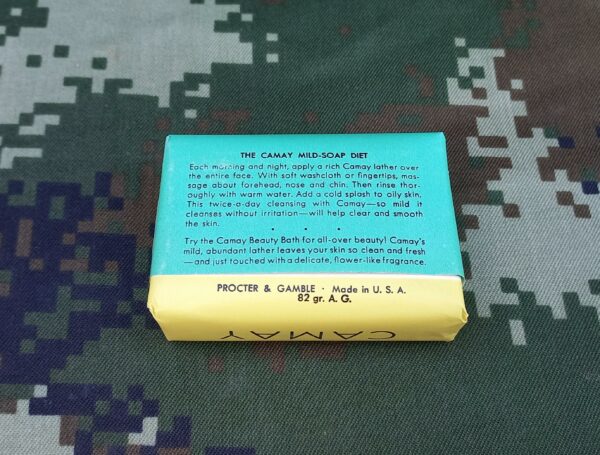 THE CAMAY MILD-SOAP DIET
Each morning and night, apply a rich Camay lather over
the entire face. With soft washcloth or fingertips, mas-
sage about forehead, nose and chin. Then rinse thor-
oughly with warm water. Add a cold splash to oily skin.
This twice-a-day cleansing with Camay—so mild it
cleanses without irritation—will help clear and smooth
the skin.
Try the Camay Beauty Bath for all-over beauty! Camay's
mild, abundant lather leaves your skin so clean and fresh
—and just touched with a delicate, flower-like fragrance.
PROCTER & GAMBLE · Made in U. S. A.
82 gr. A. G.
CAMAY